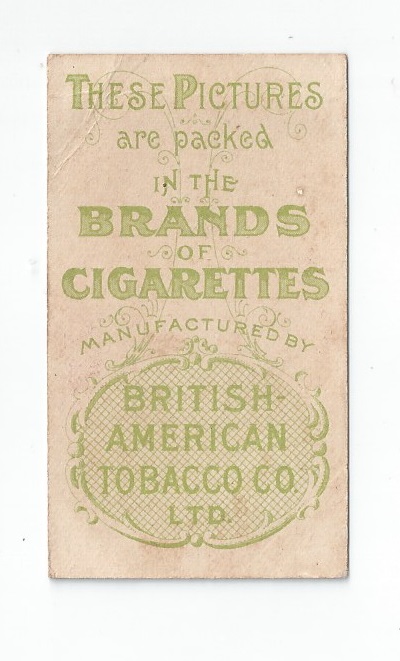 THESE PICTURES
are packed
IN THE
BRANDS
OF
CIGARETTES
MANUFACTURED BY
BRITISH-
AMERICAN
TOBACCO CO.
LTD.